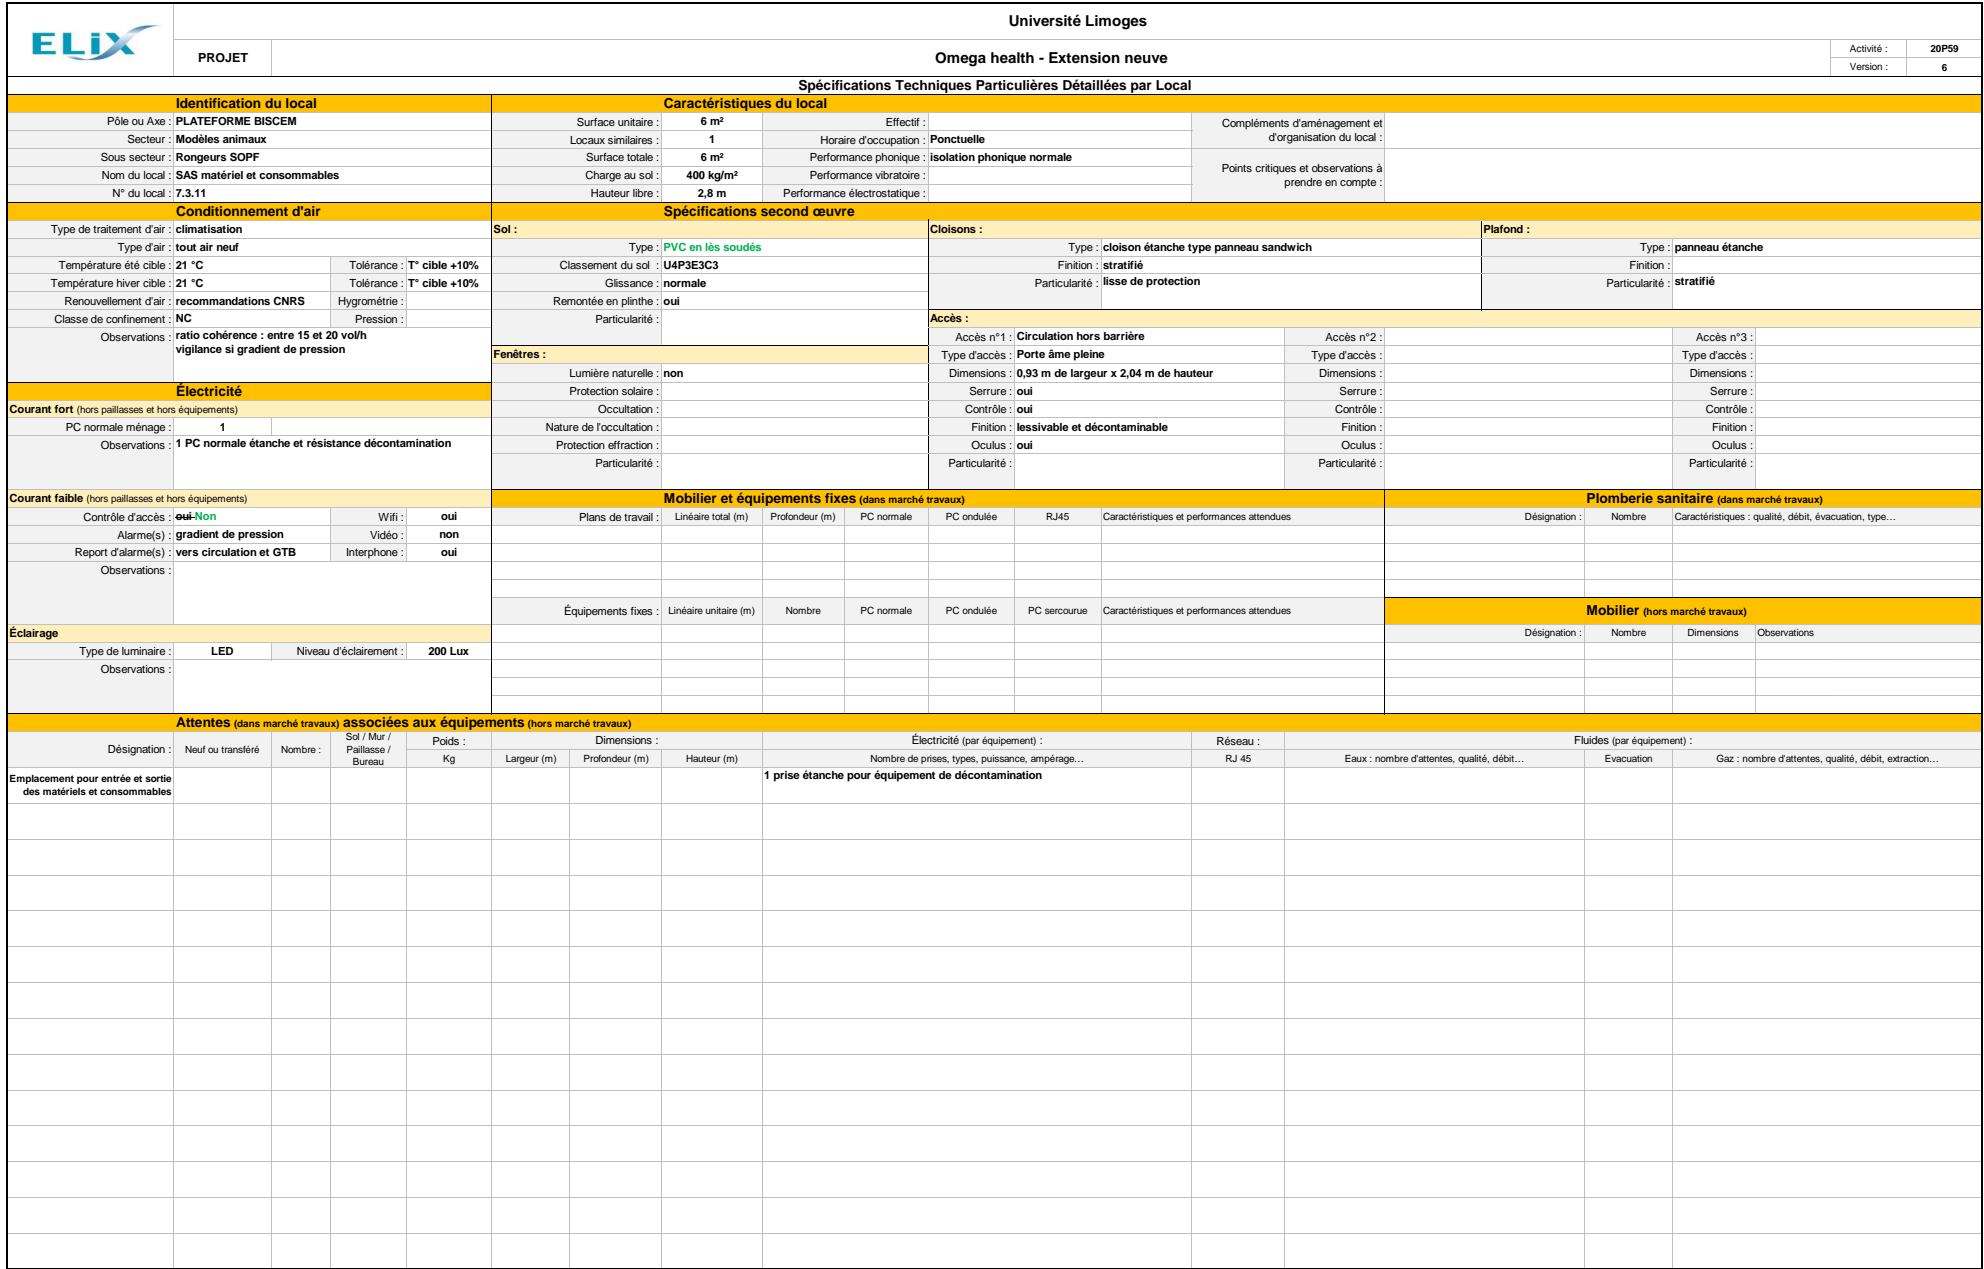 ELiX
Université Limoges
PROJET
Omega health - Extension neuve
Activité : 20P59
Version : 6
Spécifications Techniques Particulières Détaillées par Local
Identification du local
Pôle ou Axe : PLATEFORME BISCEM
Secteur : Modèles animaux
Sous secteur : Rongeurs SOPF
Nom du local : SAS matériel et consommables
N° du local : 7.3.11
Caractéristiques du local
Surface unitaire : 6 m² Effectif :
Locaux similaires : 1 Horaire d'occupation : Ponctuelle
Surface totale : 6 m² Performance phonique : isolation phonique normale
Charge au sol : 400 kg/m² Performance vibratoire :
Hauteur libre : 2,8 m Performance électrostatique :
Compléments d'aménagement et
d'organisation du local :
Points critiques et observations à
prendre en compte :
Conditionnement d'air
Type de traitement d'air : climatisation
Type d'air : tout air neuf
Température été cible : 21 °C Tolérance : T° cible +10%
Température hiver cible : 21 °C Tolérance : T° cible +10%
Renouvellement d'air : recommandations CNRS Hygrométrie :
Classe de confinement : NC Pression :
Observations : ratio cohérence : entre 15 et 20 vol/h
vigilance si gradient de pression
Spécifications second œuvre
Sol :
Type : PVC en lès soudés
Classement du sol : U4P3E3C3
Glissance : normale
Remontée en plinthe : oui
Particularité :
Fenêtres :
Lumière naturelle : non
Protection solaire :
Occultation :
Nature de l'occultation :
Protection effraction :
Particularité :
Cloisons :
Type : cloison étanche type panneau sandwich
Finition : stratifié
Particularité : lisse de protection
Plafond :
Type : panneau étanche
Finition :
Particularité : stratifié
Accès :
Accès n°1 : Circulation hors barrière Accès n°2 : Accès n°3 :
Type d'accès : Porte âme pleine Type d'accès : Type d'accès :
Dimensions : 0,93 m de largeur x 2,04 m de hauteur Dimensions : Dimensions :
Serrure : oui Serrure : Serrure :
Contrôle : oui Contrôle : Contrôle :
Finition : lessivable et décontaminable Finition : Finition :
Oculus : oui Oculus : Oculus :
Particularité : Particularité : Particularité :
Électricité
Courant fort (hors paillasses et hors équipements)
PC normale ménage : 1
Observations : 1 PC normale étanche et résistance décontamination
Courant faible (hors paillasses et hors équipements)
Contrôle d'accès : oui Non Wifi : oui
Alarme(s) : gradient de pression Vidéo : non
Report d'alarme(s) : vers circulation et GTB Interphone : oui
Observations :
Éclairage
Type de luminaire : LED Niveau d'éclairement : 200 Lux
Observations :
Mobilier et équipements fixes (dans marché travaux)
Plans de travail : Linéaire total (m) Profondeur (m) PC normale PC ondulée RJ45 Caractéristiques et performances attendues
Équipements fixes : Linéaire unitaire (m) Nombre PC normale PC ondulée PC sercourue Caractéristiques et performances attendues
Plomberie sanitaire (dans marché travaux)
Désignation : Nombre Caractéristiques : qualité, débit, évacuation, type…
Mobilier (hors marché travaux)
Désignation : Nombre Dimensions Observations
Attentes (dans marché travaux) associées aux équipements (hors marché travaux)
Désignation : Neuf ou transféré Nombre : Sol / Mur /
Paillasse /
Bureau
Poids : Dimensions : Électricité (par équipement) : Réseau : Fluides (par équipement) :
Kg Largeur (m) Profondeur (m) Hauteur (m) Nombre de prises, types, puissance, ampérage… RJ 45 Eaux : nombre d'attentes, qualité, débit… Evacuation Gaz : nombre d'attentes, qualité, débit, extraction…
Emplacement pour entrée et sortie
des matériels et consommables
1 prise étanche pour équipement de décontamination